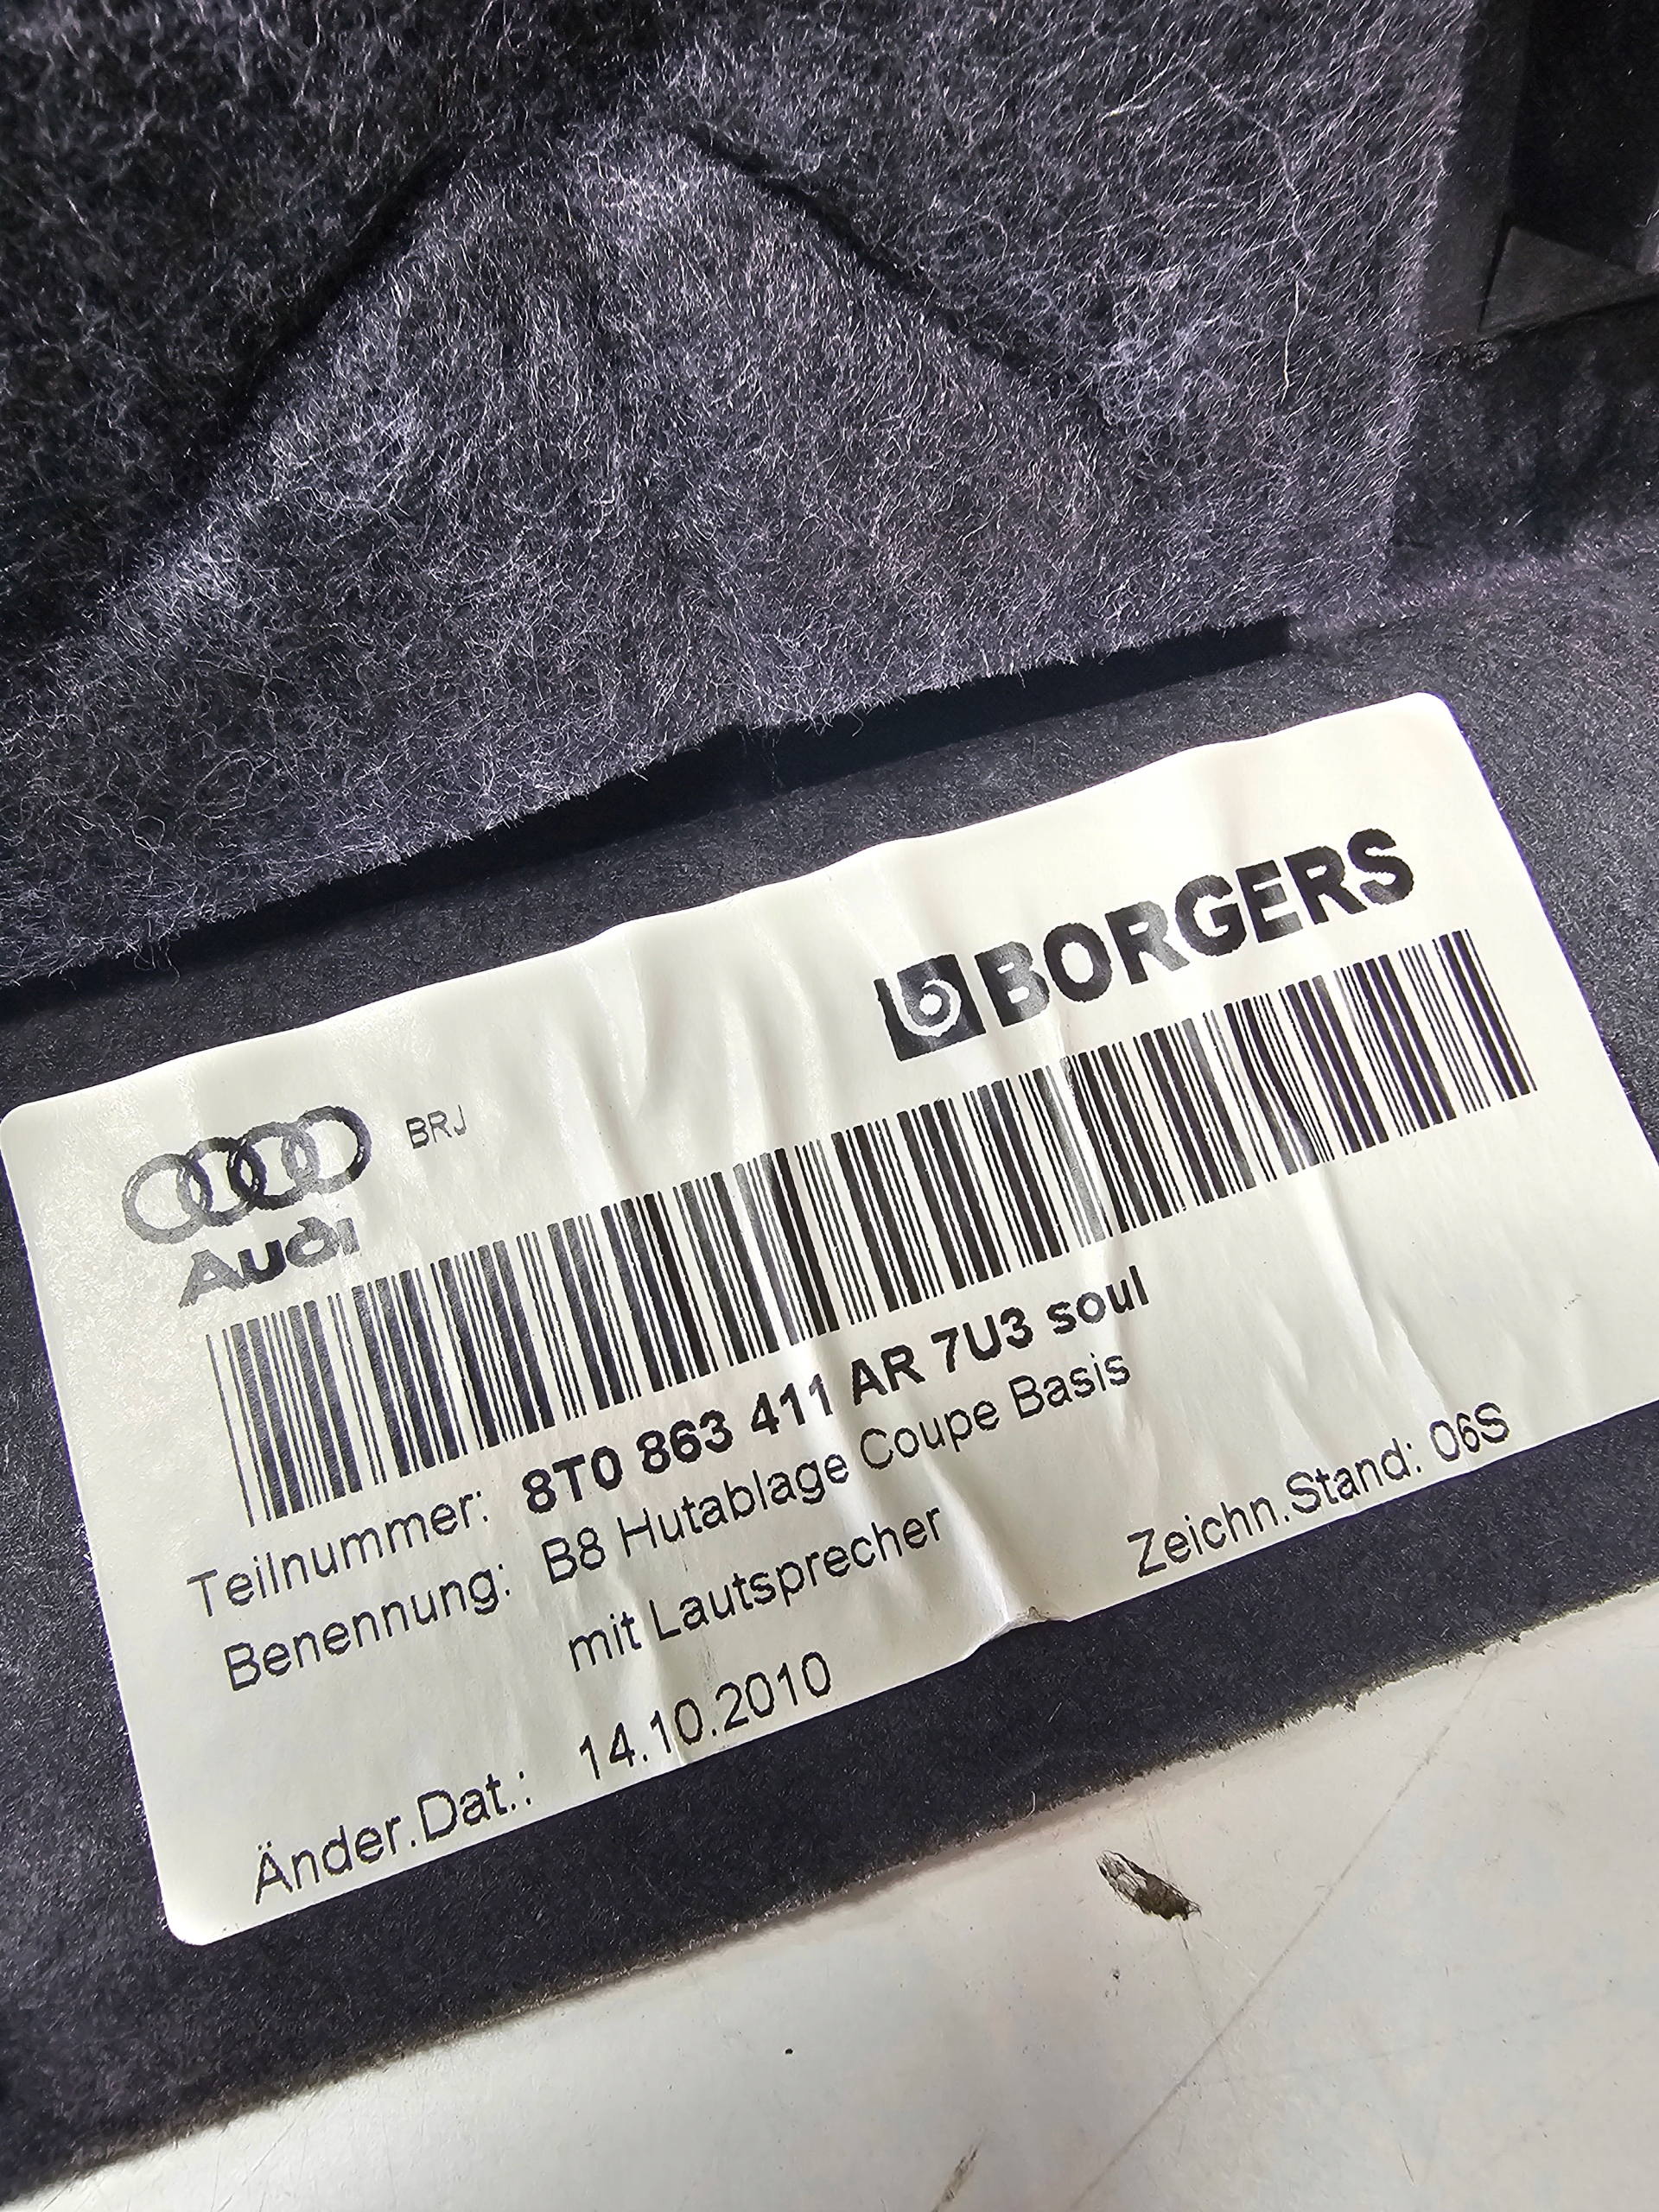 BORGERS
BRJ
Audi
Teilnummer: 8T0 863 411 AR 7U3 soul
Benennung: B8 Hutablage Coupe Basis
mit Lautsprecher
Änder.Dat.: 14.10.2010 Zeichn.Stand: 06S